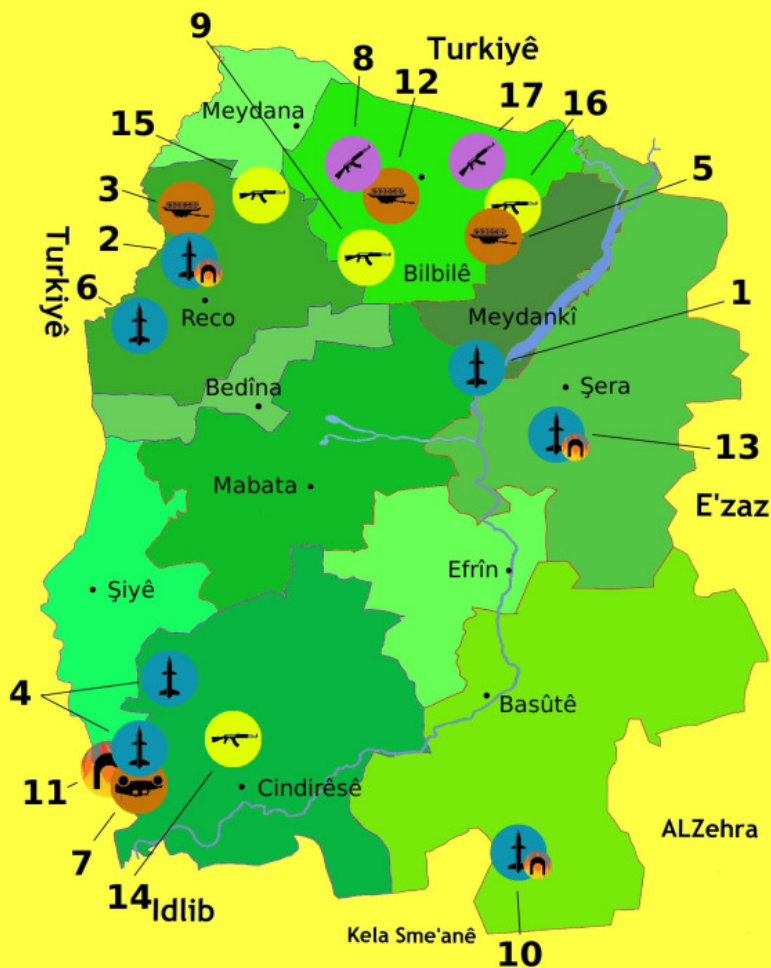 9
8
Turkiyê
12
17
16
Meydana
15
3
5
2
Turkiyê
Bilbilê
6
1
Reco
Meydankî
Bedîna
Şera
13
Mabata
E'zaz
Efrîn
Şiyê
4
Basûtê
11
Cindirêsê
ALZehra
7
14
Idlib
Kela Sme'anê
10